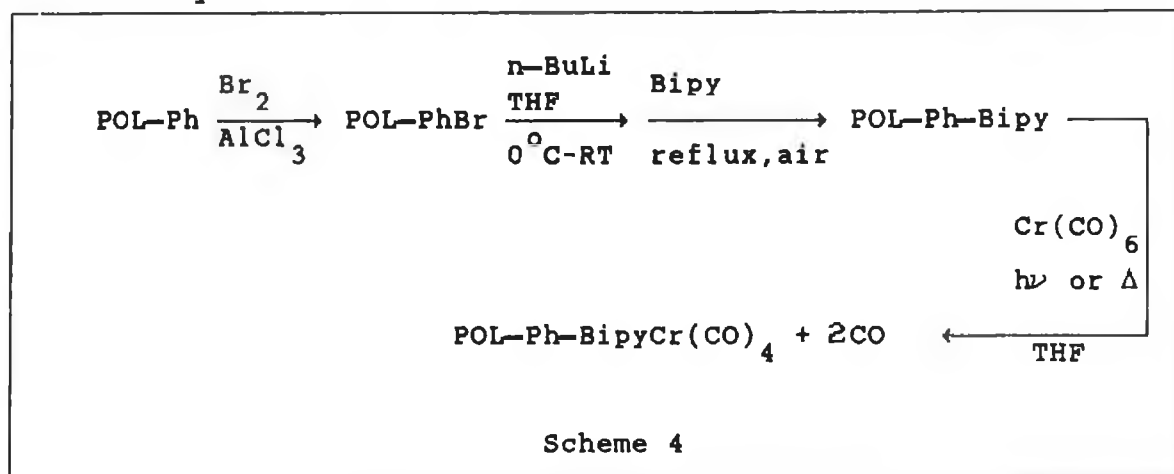 n—BuLi
Br2 THF Bipy
POL—Ph ⟶ POL—PhBr ⟶ ⟶ POL—Ph—Bipy
AlCl3 0°C-RT reflux,air
Cr(CO)6
hν or Δ
POL—Ph—BipyCr(CO)4 + 2CO ⟵
THF
Scheme 4